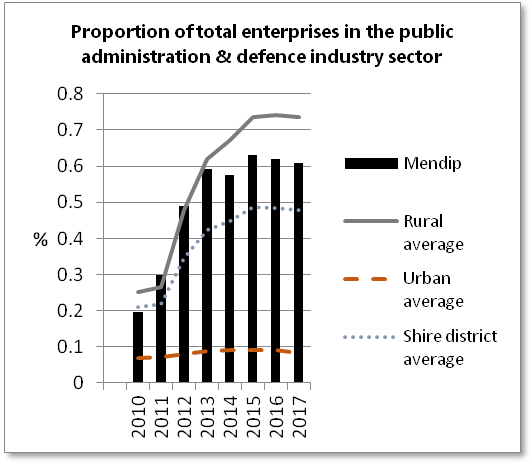 Proportion of total enterprises in the public
administration & defence industry sector
0.8
0.7
0.6
0.5
0.4
0.3
0.2
0.1
0
%
2010
2011
2012
2013
2014
2015
2016
2017
Mendip
Rural
average
Urban
average
Shire district
average